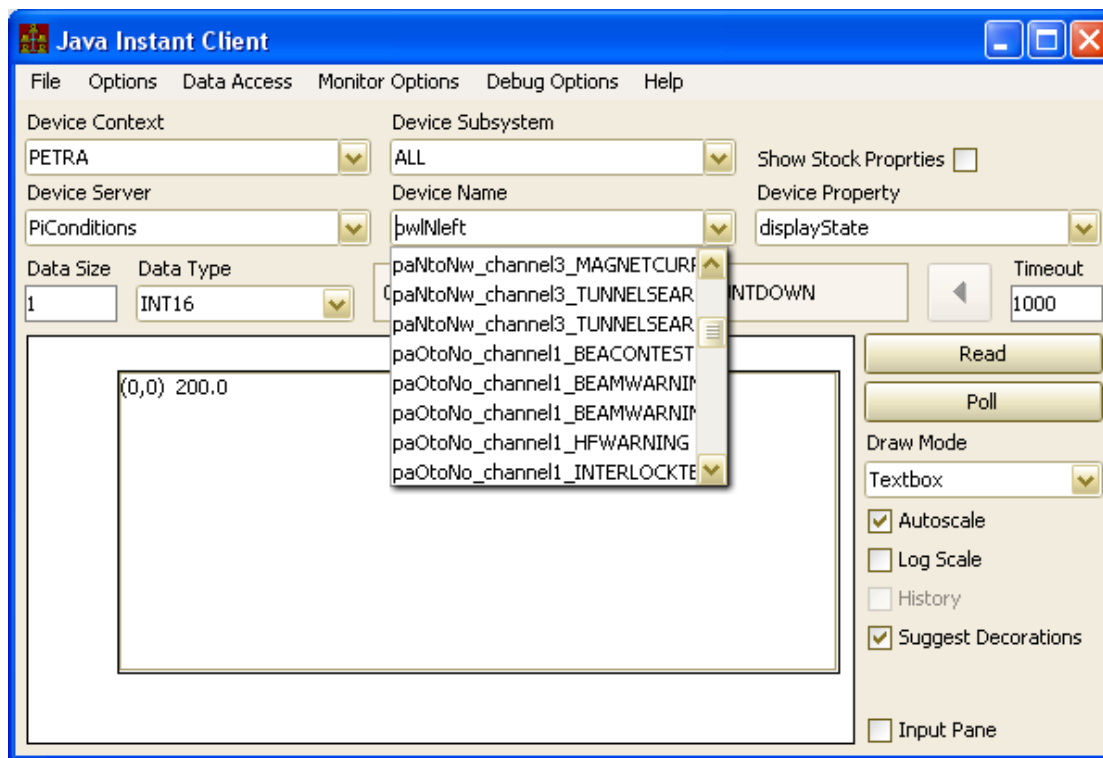 Java Instant Client
File Options Data Access Monitor Options Debug Options Help
Device Context Device Subsystem
PETRA ALL Show Stock Proprties
Device Server Device Name Device Property
PiConditions pwlNleft displayState
Data Size Data Type Timeout
1 INT16 NTDOWN 1000
paNtoNw_channel3_MAGNETCURR
paNtoNw_channel3_TUNNELSEAR
paNtoNw_channel3_TUNNELSEAR
paOtoNo_channel1_BEACONTEST
paOtoNo_channel1_BEAMWARNIN
paOtoNo_channel1_BEAMWARNIN
paOtoNo_channel1_HFWARNING
paOtoNo_channel1_INTERLOCKTE
(0,0) 200.0
Read
Poll
Draw Mode
Textbox
Autoscale
Log Scale
History
Suggest Decorations
Input Pane